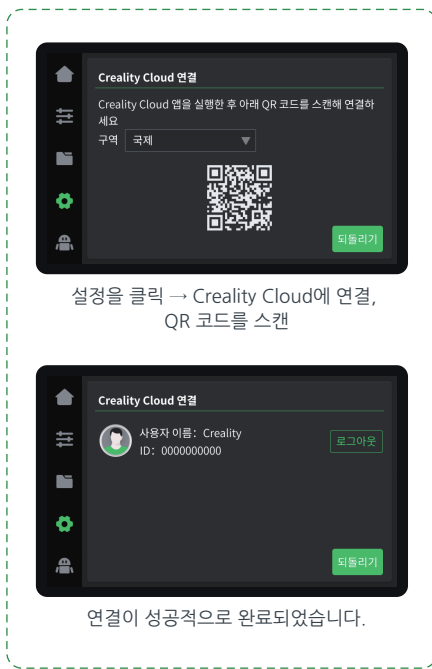 Creality Cloud 연결
Creality Cloud 앱을 실행한 후 아래 QR 코드를 스캔해 연결하
세요
구역 국제
되돌리기
설정을 클릭 → Creality Cloud에 연결,
QR 코드를 스캔
Creality Cloud 연결
사용자 이름: Creality
로그아웃
ID: 0000000000
되돌리기
연결이 성공적으로 완료되었습니다.